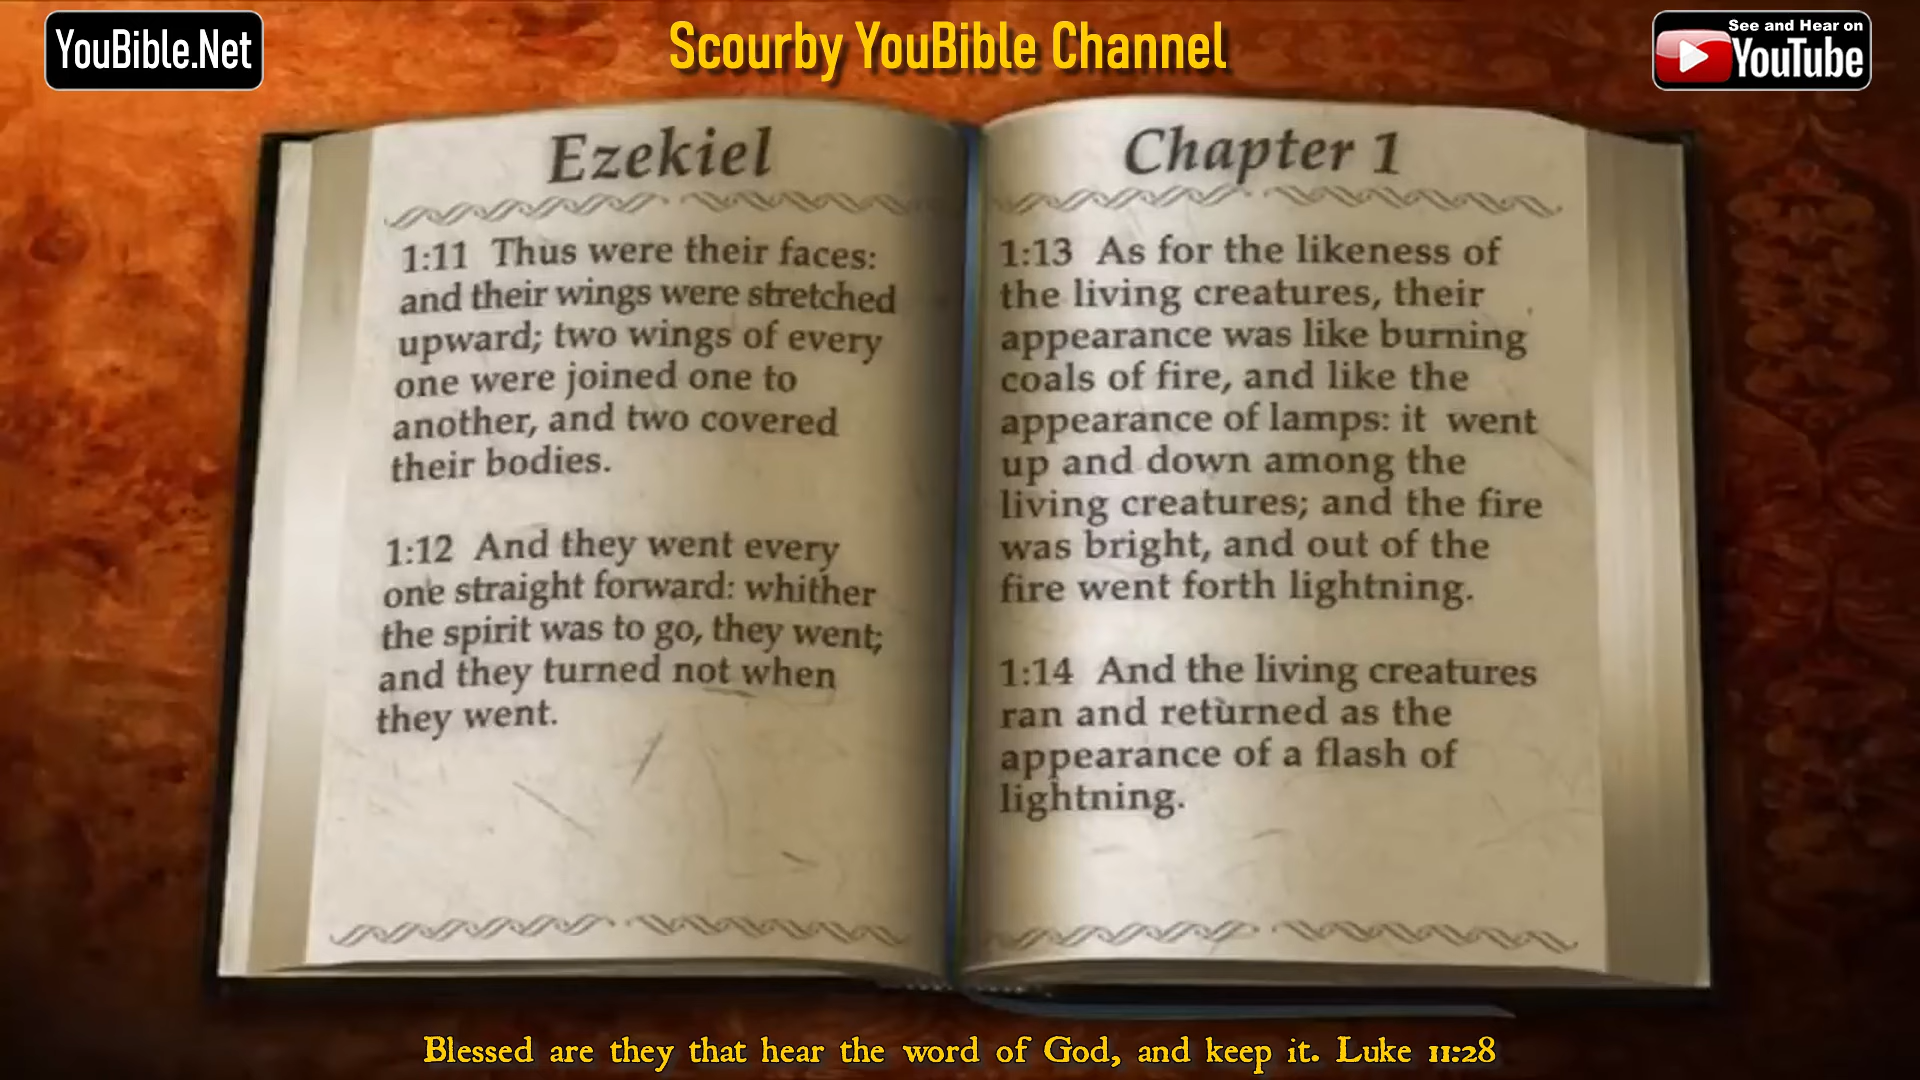 YouBible.Net
Scourby YouBible Channel
See and Hear on
YouTube
Ezekiel
1:11 Thus were their faces:
and their wings were stretched
upward; two wings of every
one were joined one to
another, and two covered
their bodies.
1:12 And they went every
one straight forward: whither
the spirit was to go, they went;
and they turned not when
they went.
Chapter 1
1:13 As for the likeness of
the living creatures, their
appearance was like burning
coals of fire, and like the
appearance of lamps: it went
up and down among the
living creatures; and the fire
was bright, and out of the
fire went forth lightning.
1:14 And the living creatures
ran and returned as the
appearance of a flash of
lightning.
Blessed are they that hear the word of God, and keep it. Luke 11:28